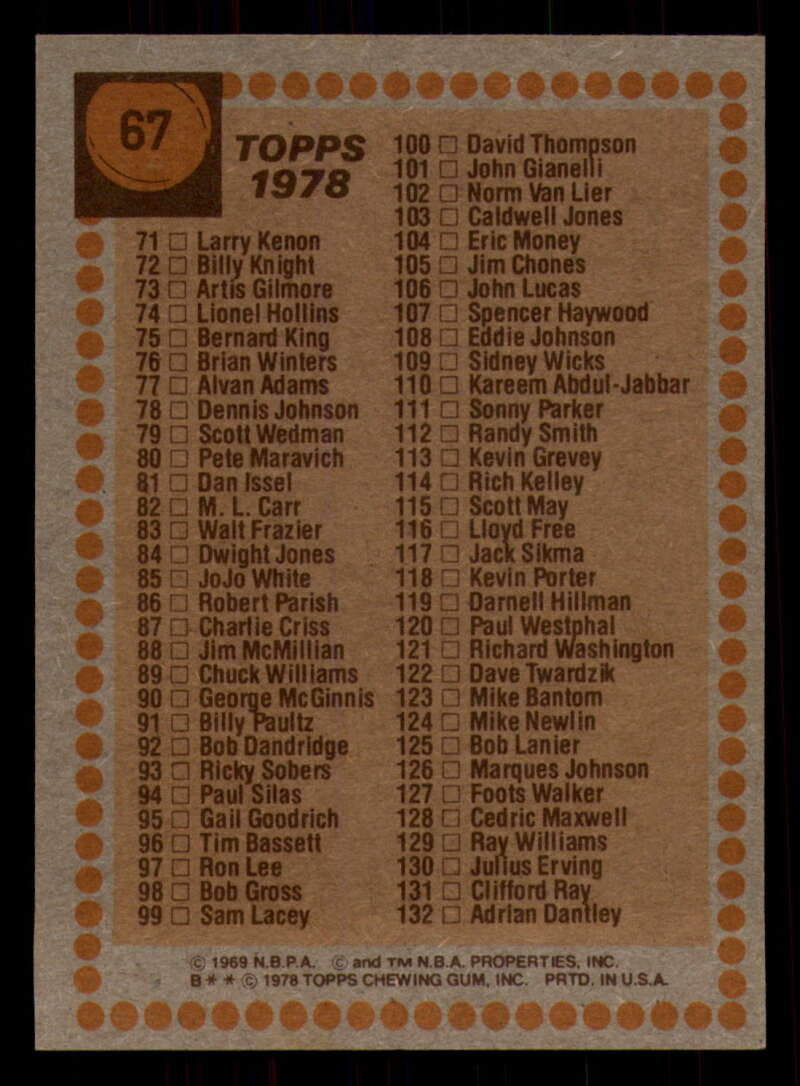 67
TOPPS
1978
71 □ Larry Kenon
72 □ Billy Knight
73 □ Artis Gilmore
74 □ Lionel Hollins
75 □ Bernard King
76 □ Brian Winters
77 □ Alvan Adams
78 □ Dennis Johnson
79 □ Scott Wedman
80 □ Pete Maravich
81 □ Dan Issel
82 □ M. L. Carr
83 □ Walt Frazier
84 □ Dwight Jones
85 □ JoJo White
86 □ Robert Parish
87 □ Charlie Criss
88 □ Jim McMillian
89 □ Chuck Williams
90 □ George McGinnis
91 □ Billy Paultz
92 □ Bob Dandridge
93 □ Ricky Sobers
94 □ Paul Silas
95 □ Gail Goodrich
96 □ Tim Bassett
97 □ Ron Lee
98 □ Bob Gross
99 □ Sam Lacey
100 □ David Thompson
101 □ John Gianelli
102 □ Norm Van Lier
103 □ Caldwell Jones
104 □ Eric Money
105 □ Jim Chones
106 □ John Lucas
107 □ Spencer Haywood
108 □ Eddie Johnson
109 □ Sidney Wicks
110 □ Kareem Abdul-Jabbar
111 □ Sonny Parker
112 □ Randy Smith
113 □ Kevin Grevey
114 □ Rich Kelley
115 □ Scott May
116 □ Lloyd Free
117 □ Jack Sikma
118 □ Kevin Porter
119 □ Darnell Hillman
120 □ Paul Westphal
121 □ Richard Washington
122 □ Dave Twardzik
123 □ Mike Bantom
124 □ Mike Newlin
125 □ Bob Lanier
126 □ Marques Johnson
127 □ Foots Walker
128 □ Cedric Maxwell
129 □ Ray Williams
130 □ Julius Erving
131 □ Clifford Ray
132 □ Adrian Dantley
© 1969 N.B.P.A. © and TM N.B.A. PROPERTIES, INC.
B * * © 1978 TOPPS CHEWING GUM, INC. PRTD. IN U.S.A.